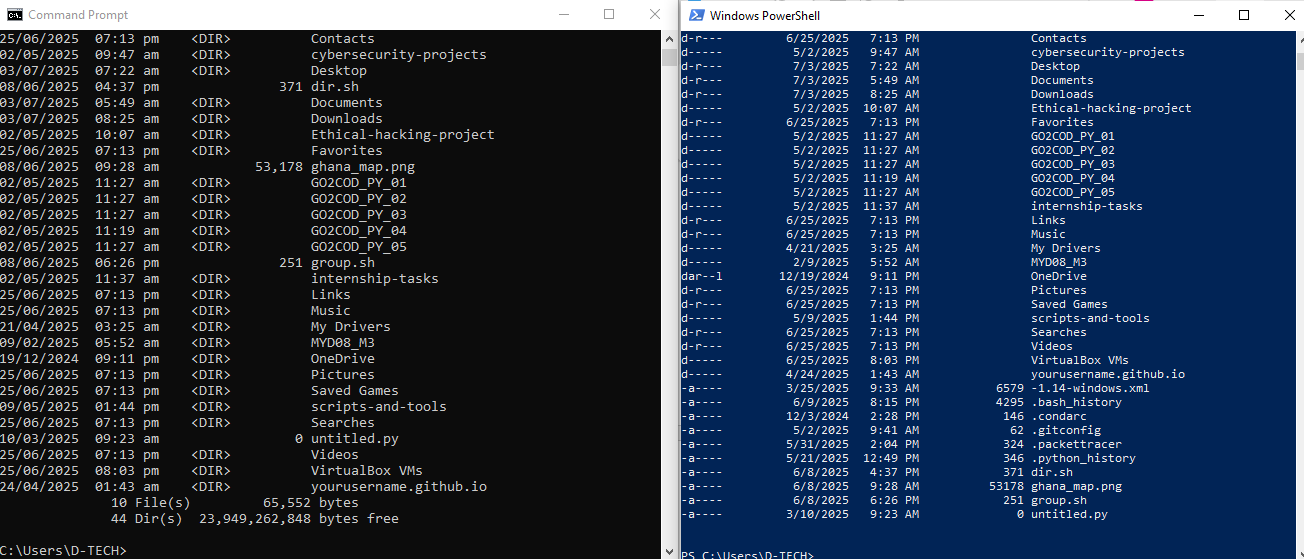 Command Prompt
25/06/2025  07:13 pm    <DIR>          Contacts
02/05/2025  09:47 am    <DIR>          cybersecurity-projects
03/07/2025  07:22 am    <DIR>          Desktop
08/06/2025  04:37 pm               371 dir.sh
03/07/2025  05:49 am    <DIR>          Documents
03/07/2025  08:25 am    <DIR>          Downloads
02/05/2025  10:07 am    <DIR>          Ethical-hacking-project
25/06/2025  07:13 pm    <DIR>          Favorites
08/06/2025  09:28 am            53,178 ghana_map.png
02/05/2025  11:27 am    <DIR>          GO2COD_PY_01
02/05/2025  11:27 am    <DIR>          GO2COD_PY_02
02/05/2025  11:27 am    <DIR>          GO2COD_PY_03
02/05/2025  11:19 am    <DIR>          GO2COD_PY_04
02/05/2025  11:27 am    <DIR>          GO2COD_PY_05
08/06/2025  06:26 pm               251 group.sh
02/05/2025  11:37 am    <DIR>          internship-tasks
25/06/2025  07:13 pm    <DIR>          Links
25/06/2025  07:13 pm    <DIR>          Music
21/04/2025  03:25 am    <DIR>          My Drivers
09/02/2025  05:52 am    <DIR>          MYD08_M3
19/12/2024  09:11 pm    <DIR>          OneDrive
25/06/2025  07:13 pm    <DIR>          Pictures
25/06/2025  07:13 pm    <DIR>          Saved Games
09/05/2025  01:44 pm    <DIR>          scripts-and-tools
25/06/2025  07:13 pm    <DIR>          Searches
10/03/2025  09:23 am                 0 untitled.py
25/06/2025  07:13 pm    <DIR>          Videos
25/06/2025  08:03 pm    <DIR>          VirtualBox VMs
24/04/2025  01:43 am    <DIR>          yourusername.github.io
10 File(s)         65,552 bytes
44 Dir(s)  23,949,262,848 bytes free
C:\Users\D-TECH>
Windows PowerShell
d-r---         6/25/2025   7:13 PM                Contacts
d-----          5/2/2025   9:47 AM                cybersecurity-projects
d-r---          7/3/2025   7:22 AM                Desktop
d-r---          7/3/2025   5:49 AM                Documents
d-r---          7/3/2025   8:25 AM                Downloads
d-----          5/2/2025  10:07 AM                Ethical-hacking-project
d-r---         6/25/2025   7:13 PM                Favorites
d-----          5/2/2025  11:27 AM                GO2COD_PY_01
d-----          5/2/2025  11:27 AM                GO2COD_PY_02
d-----          5/2/2025  11:27 AM                GO2COD_PY_03
d-----          5/2/2025  11:19 AM                GO2COD_PY_04
d-----          5/2/2025  11:27 AM                GO2COD_PY_05
d-----          5/2/2025  11:37 AM                internship-tasks
d-r---         6/25/2025   7:13 PM                Links
d-r---         6/25/2025   7:13 PM                Music
d-----         4/21/2025   3:25 AM                My Drivers
d-----          2/9/2025   5:52 AM                MYD08_M3
dar--l        12/19/2024   9:11 PM                OneDrive
d-r---         6/25/2025   7:13 PM                Pictures
d-r---         6/25/2025   7:13 PM                Saved Games
d-----          5/9/2025   1:44 PM                scripts-and-tools
d-r---         6/25/2025   7:13 PM                Searches
d-r---         6/25/2025   7:13 PM                Videos
d-----         6/25/2025   8:03 PM                VirtualBox VMs
d-----         4/24/2025   1:43 AM                yourusername.github.io
-a----         3/25/2025   9:33 AM           6579 -1.14-windows.xml
-a----          6/9/2025   8:15 PM           4295 .bash_history
-a----         12/3/2024   2:28 PM            146 .condarc
-a----          5/2/2025   9:41 AM             62 .gitconfig
-a----         5/31/2025   2:04 PM            324 .packettracer
-a----         5/21/2025  12:49 PM            346 .python_history
-a----          6/8/2025   4:37 PM            371 dir.sh
-a----          6/8/2025   9:28 AM          53178 ghana_map.png
-a----          6/8/2025   6:26 PM            251 group.sh
-a----         3/10/2025   9:23 AM              0 untitled.py
PS C:\Users\D-TECH>